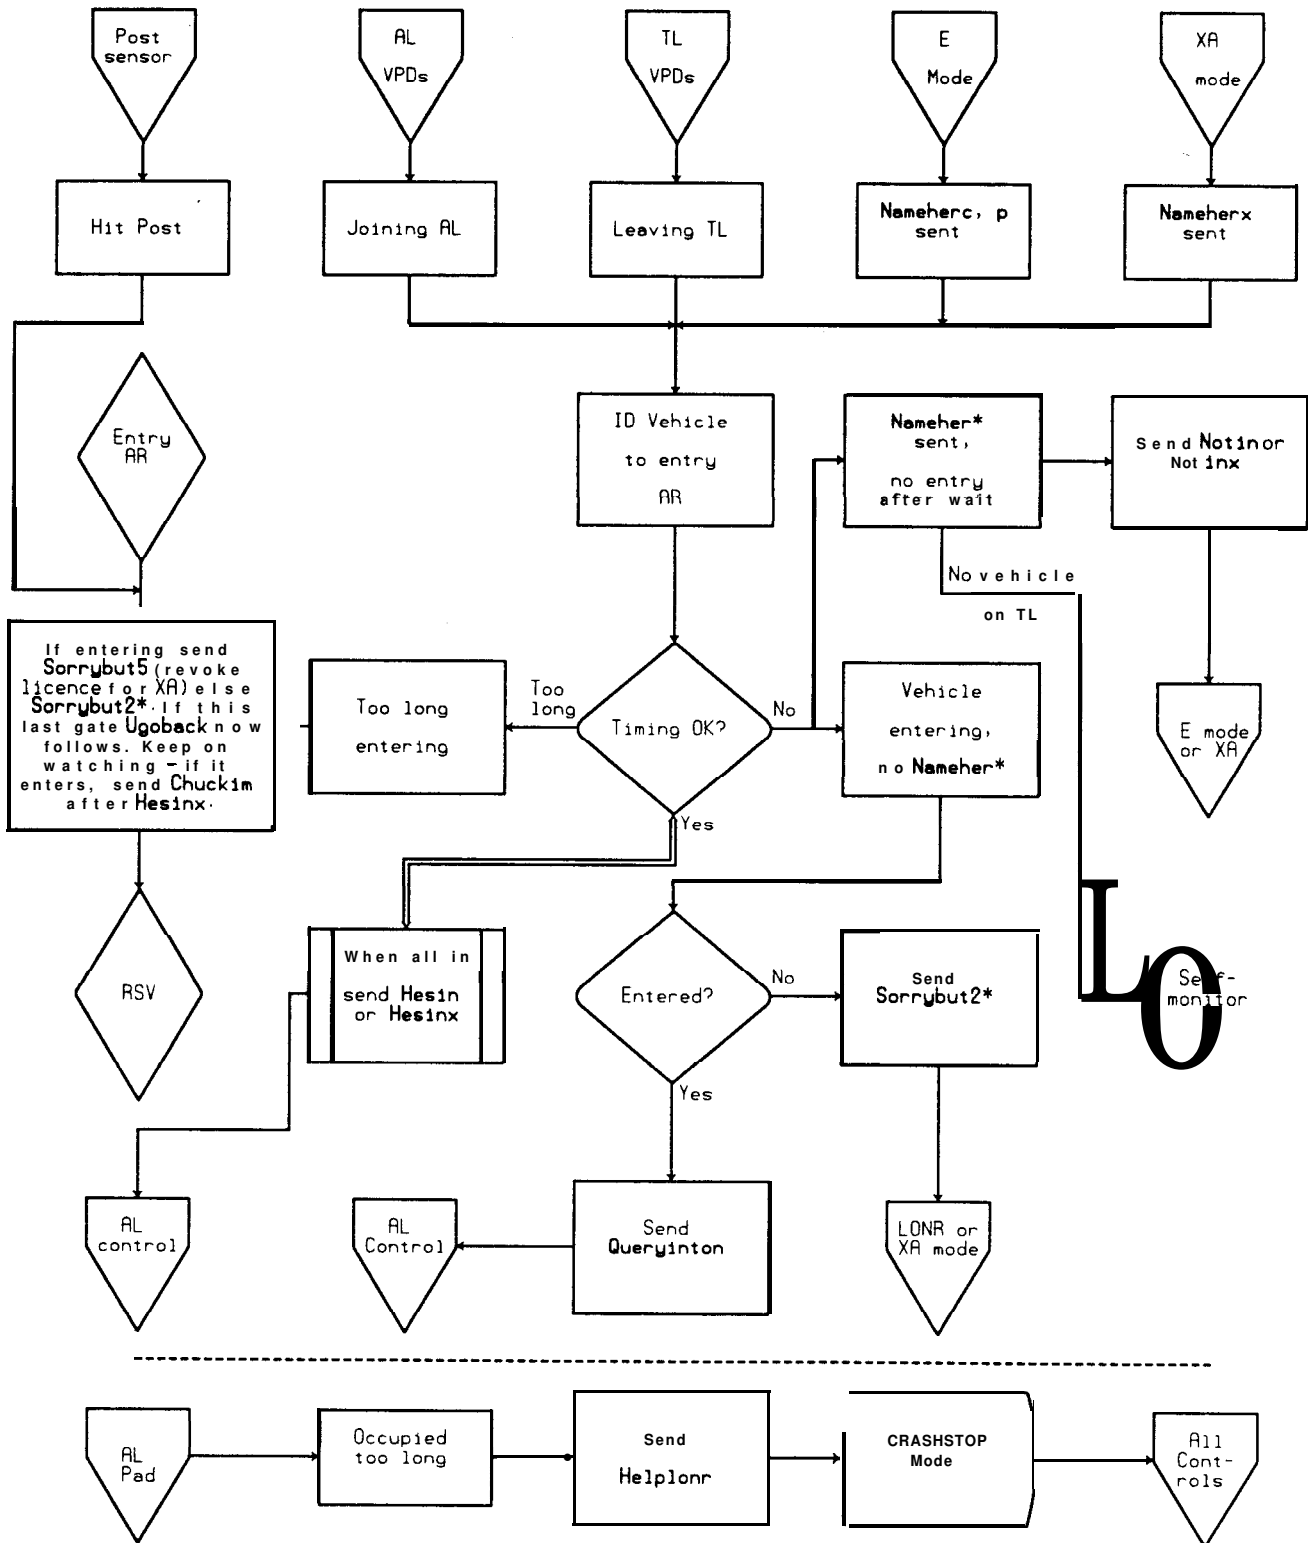 Post
sensor
AL
VPDs
TL
VPDs
E
Mode
XA
mode
Hit Post
Joining AL
Leaving TL
Nameherc, p
sent
Nameherx
sent
Entry
AR
ID Vehicle
to entry
AR
Nameher*
sent,
no entry
after wait
Send Notinor
Not inx
No vehicle
on TL
If entering send
Sorrybut5 (revoke
licence for XA) else
Sorrybut2*. If this
last gate Ugoback now
follows. Keep on
watching - if it
enters, send Chuckim
after Hesinx.
Too long
entering
Too
long
Timing OK?
No
Yes
Vehicle
entering,
no Nameher*
E mode
or XA
RSV
When all in
send Hesin
or Hesinx
Entered?
No
Yes
Send
Sorrybut2*
LO
Self-
monitor
AL
control
AL
Control
Send
Queryinton
LONR or
XA mode
AL
Pad
Occupied
too long
Send
Helplonr
CRASHSTOP
Mode
All
Cont-
rols